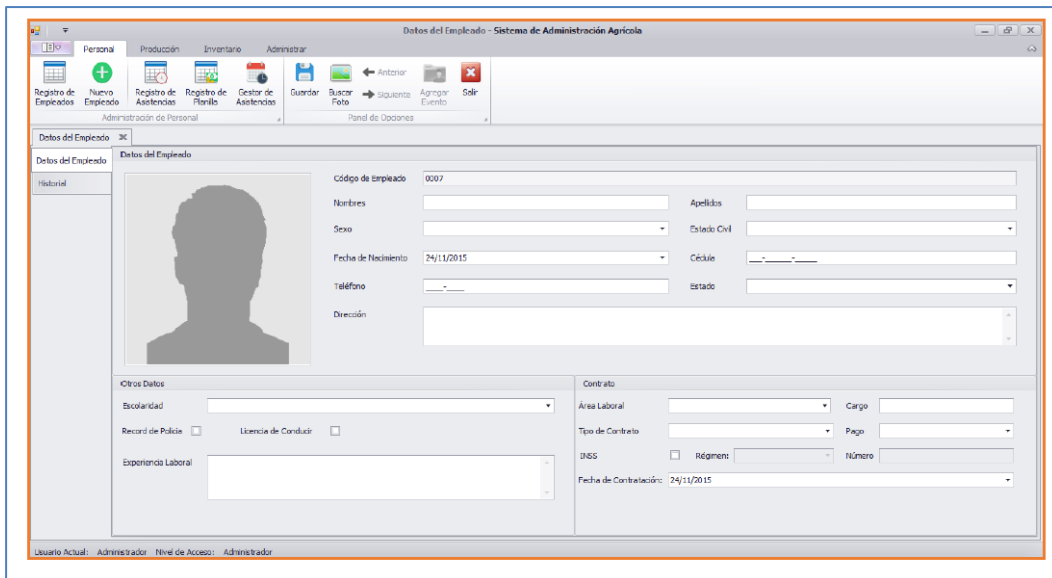 Datos del Empleado - Sistema de Administración Agrícola
Personal Producción Inventario Administrar
Registro de Empleados
Nuevo Empleado
Registro de Asistencias
Registro de Planilla
Gestor de Asistencias
Guardar
Buscar Foto
Anterior
Siguiente
Agregar Evento
Salir
Administración de Personal
Panel de Opciones
Datos del Empleado
Datos del Empleado
Historial
Datos del Empleado
Código de Empleado 0007
Nombres Apellidos
Sexo Estado Civil
Fecha de Nacimiento 24/11/2015 Cédula ___-______-_____
Teléfono ____-____ Estado
Dirección
Otros Datos
Escolaridad
Record de Policia Licencia de Conducir
Experiencia Laboral
Contrato
Área Laboral Cargo
Tipo de Contrato Pago
INSS Régimen: Número
Fecha de Contratación: 24/11/2015
Usuario Actual: Administrador Nivel de Acceso: Administrador